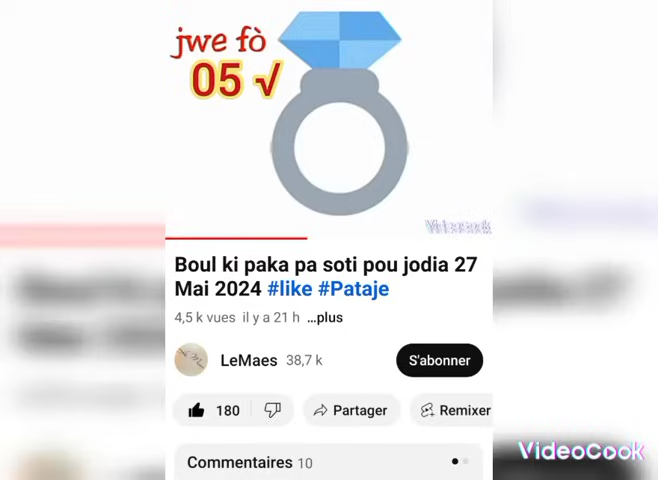 jwe fò
05 √
VideoCook
Boul ki paka pa soti pou jodia 27
Mai 2024 #like #Pataje
4,5 k vues il y a 21 h ...plus
LeMaes 38,7 k S'abonner
180 Partager Remixer
Commentaires 10
VideoCook